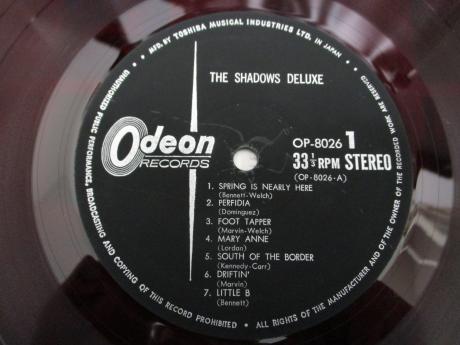 MFD. BY TOSHIBA MUSICAL INDUSTRIES LTD. IN JAPAN • ALL RIGHTS OF THE MANUFACTURER AND OF THE OWNER OF THE RECORDED WORK ARE RESERVED
UNAUTHORIZED PUBLIC PERFORMANCE, BROADCASTING AND COPYING OF THIS RECORD PROHIBITED •
THE SHADOWS DELUXE
Odeon
RECORDS
OP-8026 1
33 1/3 RPM STEREO
(OP-8026-A)
1. SPRING IS NEARLY HERE
(Bennett-Welch)
2. PERFIDIA
(Dominguez)
3. FOOT TAPPER
(Marvin-Welch)
4. MARY ANNE
(Lordan)
5. SOUTH OF THE BORDER
(Kennedy-Carr)
6. DRIFTIN'
(Marvin)
7. LITTLE B
(Bennett)